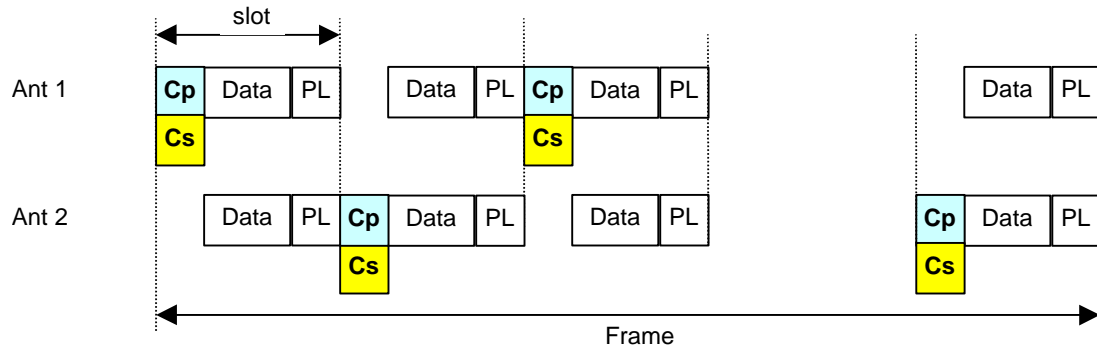 slot
Ant 1 Cp Data PL Data PL Cp Data PL Data PL
Cs Cs
Ant 2 Data PL Cp Data PL Data PL Cp Data PL
Cs Cs
Frame